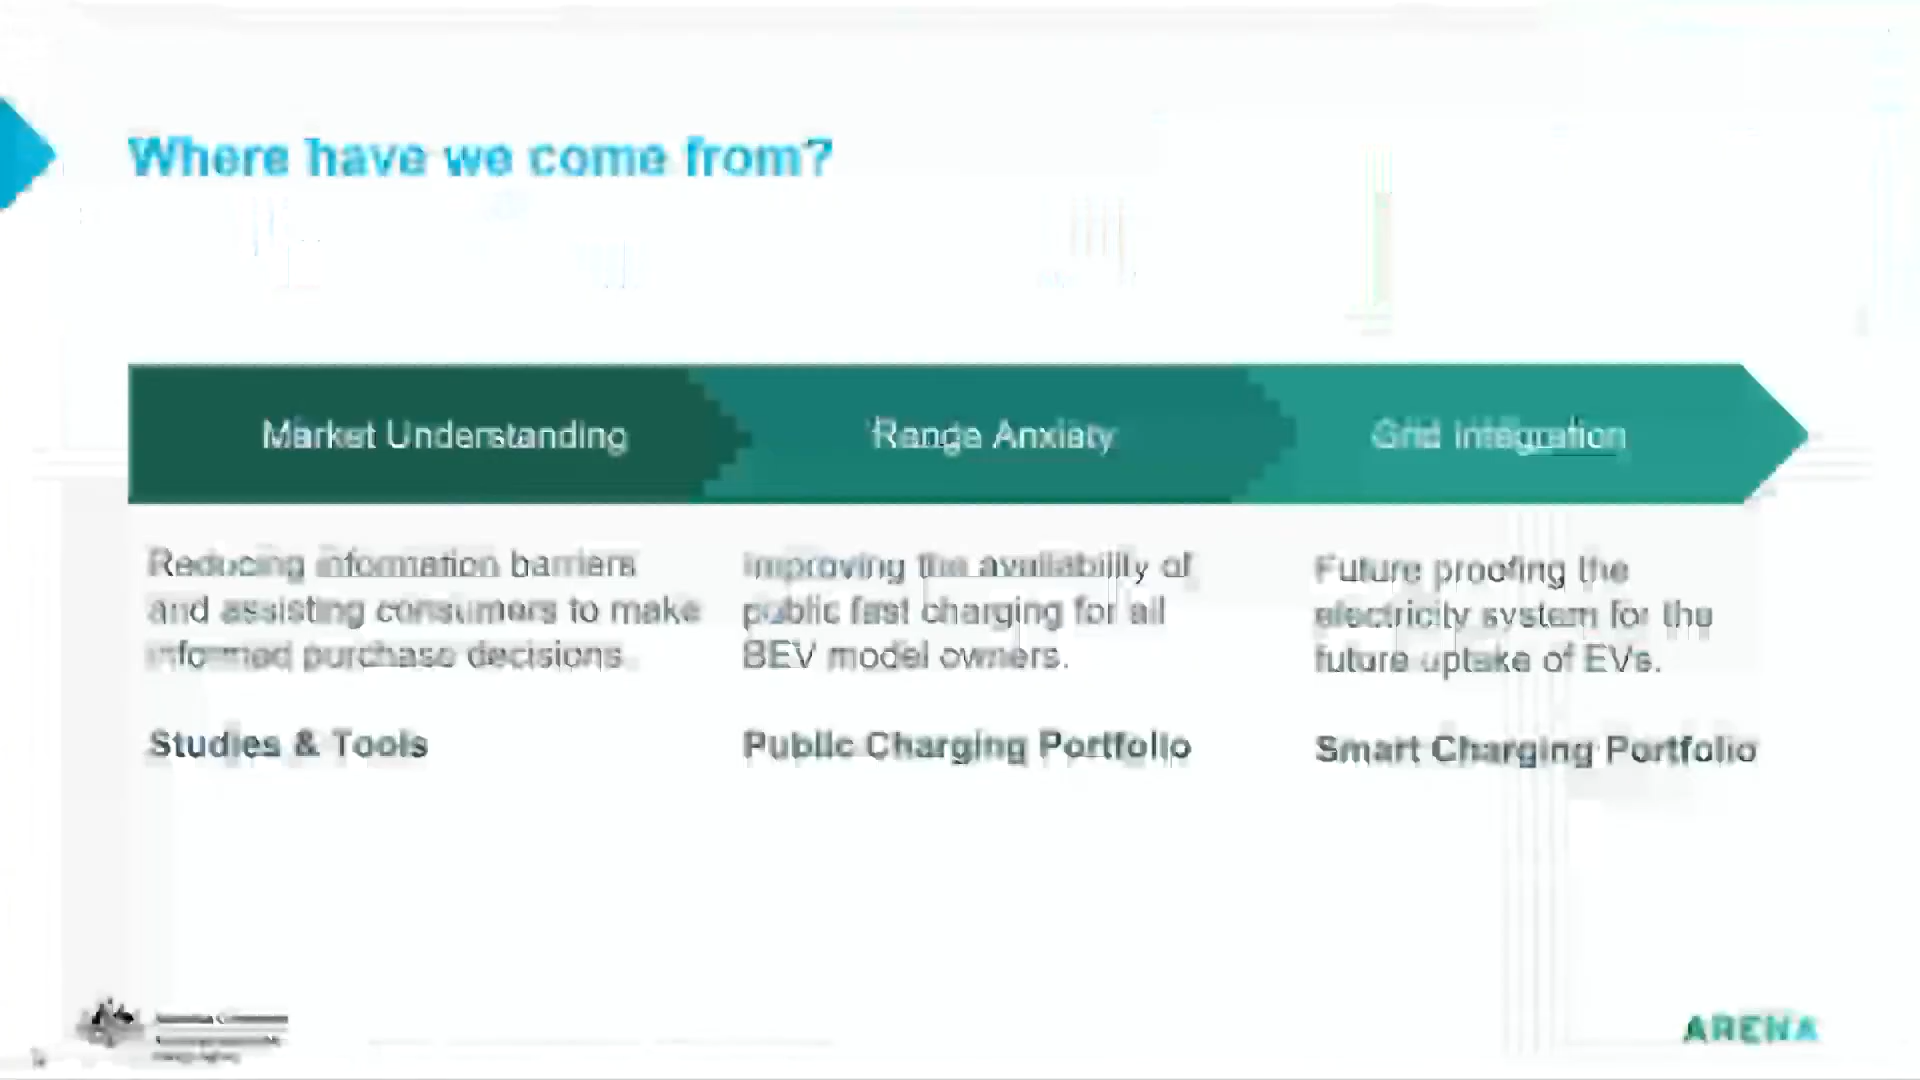 Where have we come from?
Market Understanding
Range Anxiety
Grid Integration
Reducing information barriers
and assisting consumers to make
informed purchase decisions.
Studies & Tools
Improving the availability of
public fast charging for all
BEV model owners.
Public Charging Portfolio
Future proofing the
electricity system for the
future uptake of EVs.
Smart Charging Portfolio
ARENA